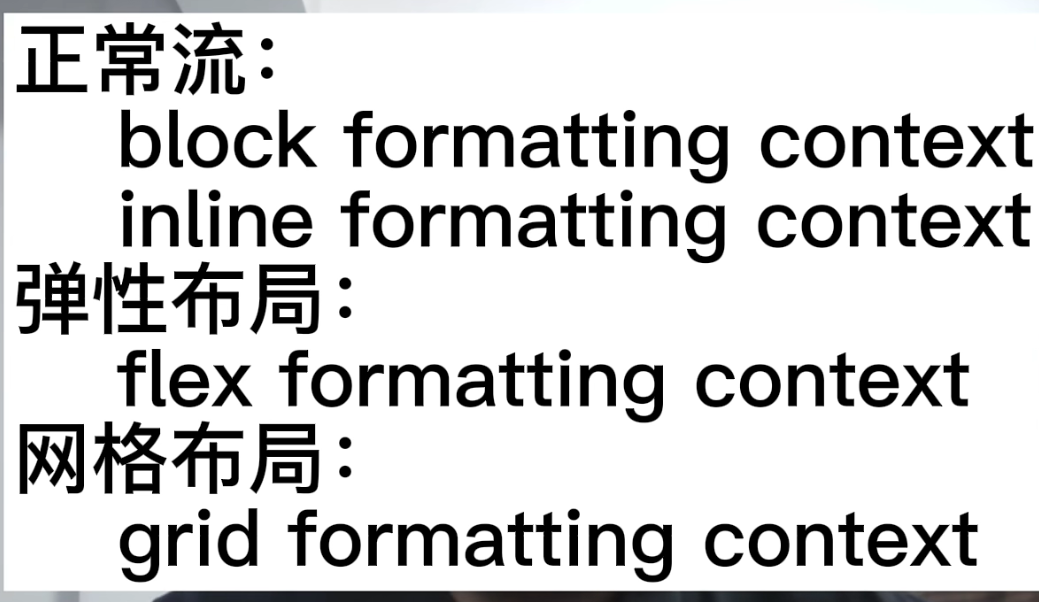 正常流：
block formatting context
inline formatting context
弹性布局：
flex formatting context
网格布局：
grid formatting context